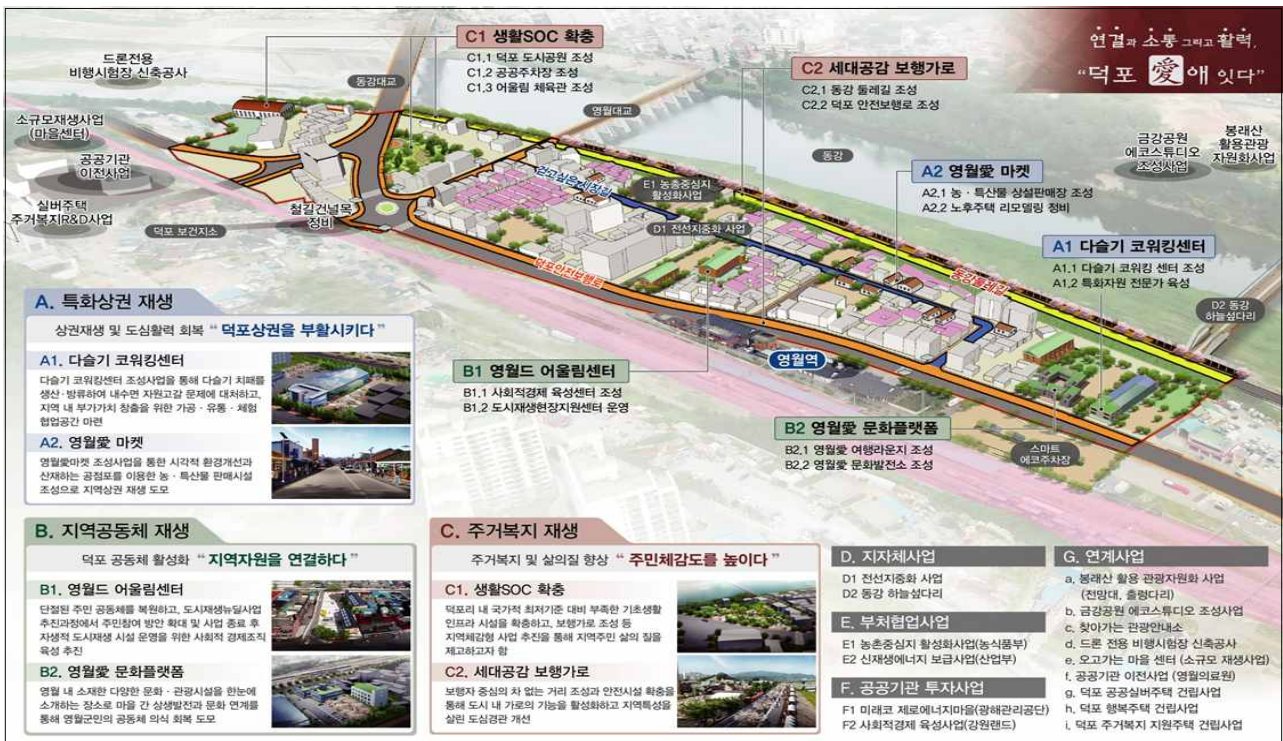 연결과 소통 그리고 활력,
“덕포 愛 애 잇다”
C1 생활SOC 확충
C1.1 덕포 도시공원 조성
C1.2 공공주차장 조성
C1.3 어울림 체육관 조성
C2 세대공감 보행가로
C2.1 동강 둘레길 조성
C2.2 덕포 안전보행로 조성
드론전용
비행시험장 신축공사
동강대교
영월대교
동강
소규모재생사업
(마을센터)
공공기관
이전사업
실버주택
주거복지R&D사업
덕포 보건지소
철길건널목
정비
금강공원
에코스튜디오
조성사업
봉래산
활용관광
자원화사업
A2 영월愛 마켓
A2.1 농・특산물 상설판매장 조성
A2.2 노후주택 리모델링 정비
걷고싶은 시장길
E1 농촌중심지
활성화사업
D1 전선지중화 사업
A1 다슬기 코워킹센터
A1.1 다슬기 코워킹 센터 조성
A1.2 특화자원 전문가 육성
덕포안전보행로
동강둘레길
D2 동강
하늘섶다리
영월역
B1 영월드 어울림센터
B1.1 사회적경제 육성센터 조성
B1.2 도시재생현장지원센터 운영
B2 영월愛 문화플랫폼
B2.1 영월愛 여행라운지 조성
B2.2 영월愛 문화발전소 조성
스마트
에코주차장
A. 특화상권 재생
상권재생 및 도심활력 회복 “덕포상권을 부활시키다”
A1. 다슬기 코워킹센터
다슬기 코워킹센터 조성사업을 통해 다슬기 치패를
생산・방류하여 내수면 자원고갈 문제에 대처하고,
지역 내 부가가치 창출을 위한 가공・유통・체험
협업공간 마련
A2. 영월愛 마켓
영월愛마켓 조성사업을 통한 시각적 환경개선과
산재하는 공점포를 이용한 농・특산물 판매시설
조성으로 지역상권 재생 도모
B. 지역공동체 재생
덕포 공동체 활성화 “지역자원을 연결하다”
B1. 영월드 어울림센터
단절된 주민 공동체를 복원하고, 도시재생뉴딜사업
추진과정에서 주민참여 방안 확대 및 사업 종료 후
자생적 도시재생 시설 운영을 위한 사회적 경제조직
육성 추진
B2. 영월愛 문화플랫폼
영월 내 소재한 다양한 문화・관광시설을 한눈에
소개하는 장소로 마을 간 상생발전과 문화 연계를
통해 영월군민의 공동체 의식 회복 도모
C. 주거복지 재생
주거복지 및 삶의질 향상 “주민체감도를 높이다”
C1. 생활SOC 확충
덕포리 내 국가적 최저기준 대비 부족한 기초생활
인프라 시설을 확충하고, 보행가로 조성 등
지역체감형 사업 추진을 통해 지역주민 삶의 질을
제고하고자 함
C2. 세대공감 보행가로
보행자 중심의 차 없는 거리 조성과 안전시설 확충을
통해 도시 내 가로의 기능을 활성화하고 지역특성을
살린 도심경관 개선
D. 지자체사업
D1 전선지중화 사업
D2 동강 하늘섶다리
E. 부처협업사업
E1 농촌중심지 활성화사업(농식품부)
E2 신재생에너지 보급사업(산업부)
F. 공공기관 투자사업
F1 미래코 제로에너지마을(광해관리공단)
F2 사회적경제 육성사업(강원랜드)
G. 연계사업
a. 봉래산 활용 관광자원화 사업
(전망대, 출렁다리)
b. 금강공원 에코스튜디오 조성사업
c. 찾아가는 관광안내소
d. 드론 전용 비행시험장 신축공사
e. 오고가는 마을 센터 (소규모 재생사업)
f. 공공기관 이전사업 (영월의료원)
g. 덕포 공공실버주택 건립사업
h. 덕포 행복주택 건립사업
i. 덕포 주거복지 지원주택 건립사업